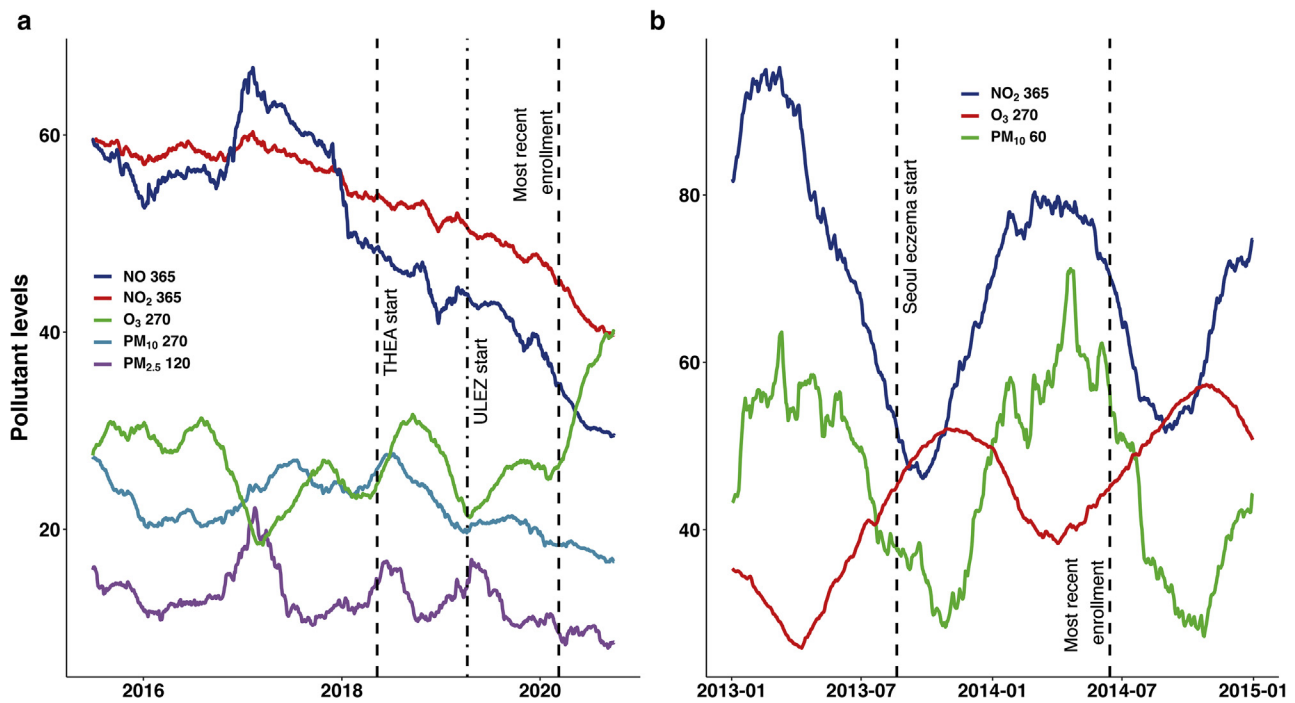 a
Pollutant levels
60
40
20
2016
2018
2020
NO 365
NO₂ 365
O₃ 270
PM₁₀ 270
PM₂.₅ 120
THEA start
ULEZ start
Most recent
enrollment
b
80
60
40
2013-01
2013-07
2014-01
2014-07
2015-01
NO₂ 365
O₃ 270
PM₁₀ 60
Seoul eczema start
Most recent
enrollment